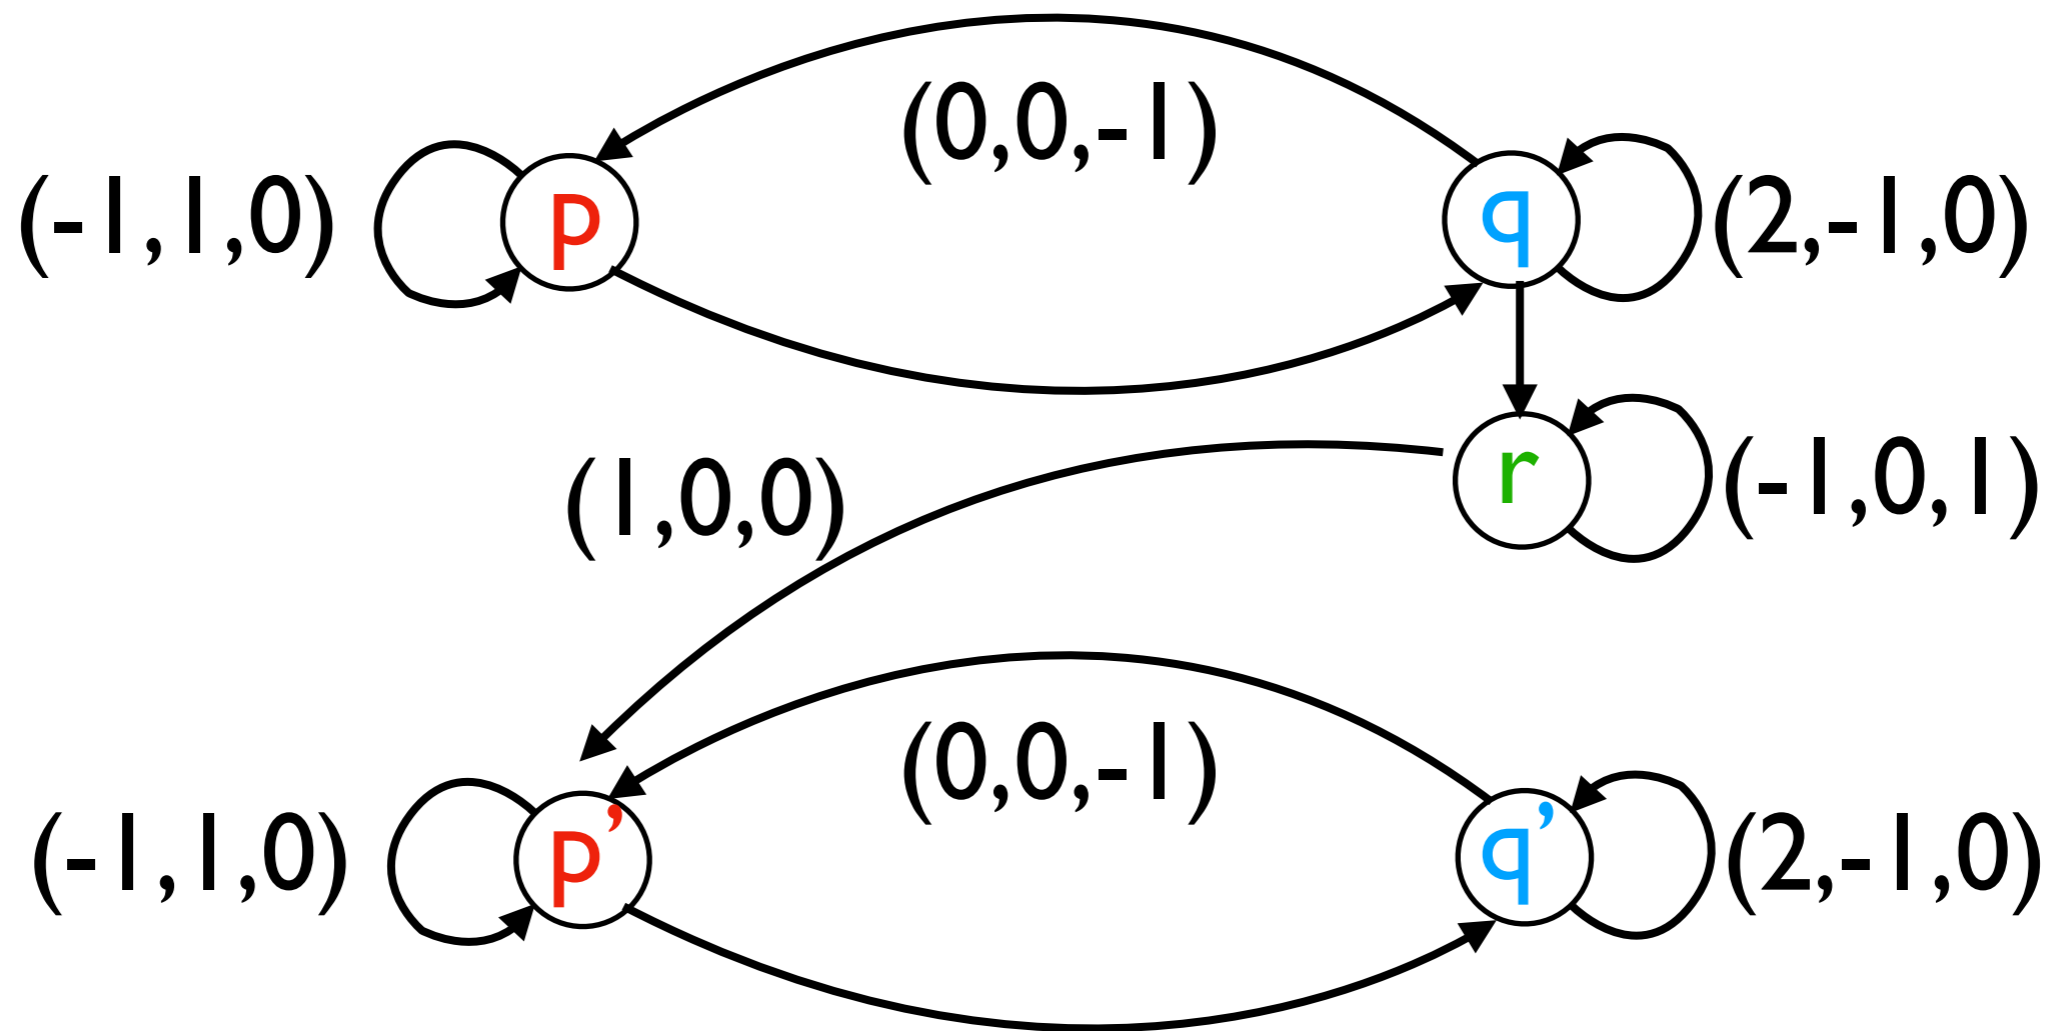 (0,0,-1)
(-1,1,0) p q (2,-1,0)
(1,0,0) r (-1,0,1)
(0,0,-1)
(-1,1,0) p' q' (2,-1,0)